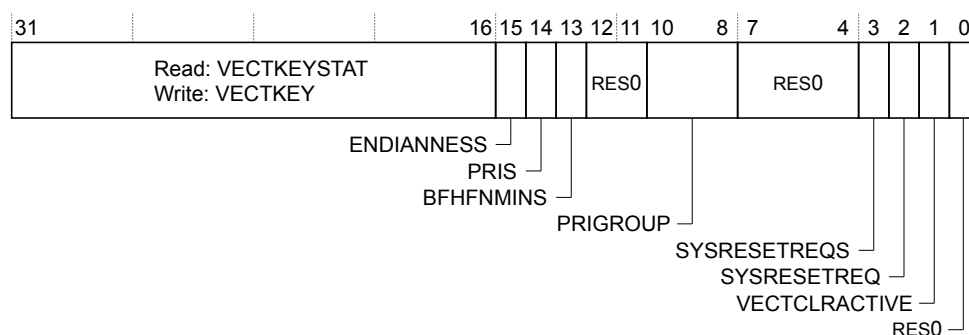 31 16 15 14 13 12 11 10 8 7 4 3 2 1 0
Read: VECTKEYSTAT
Write: VECTKEY
RES0 RES0
ENDIANNESS
PRIS
BFHFNMINS
PRIGROUP
SYSRESETREQS
SYSRESETREQ
VECTCLRACTIVE
RES0